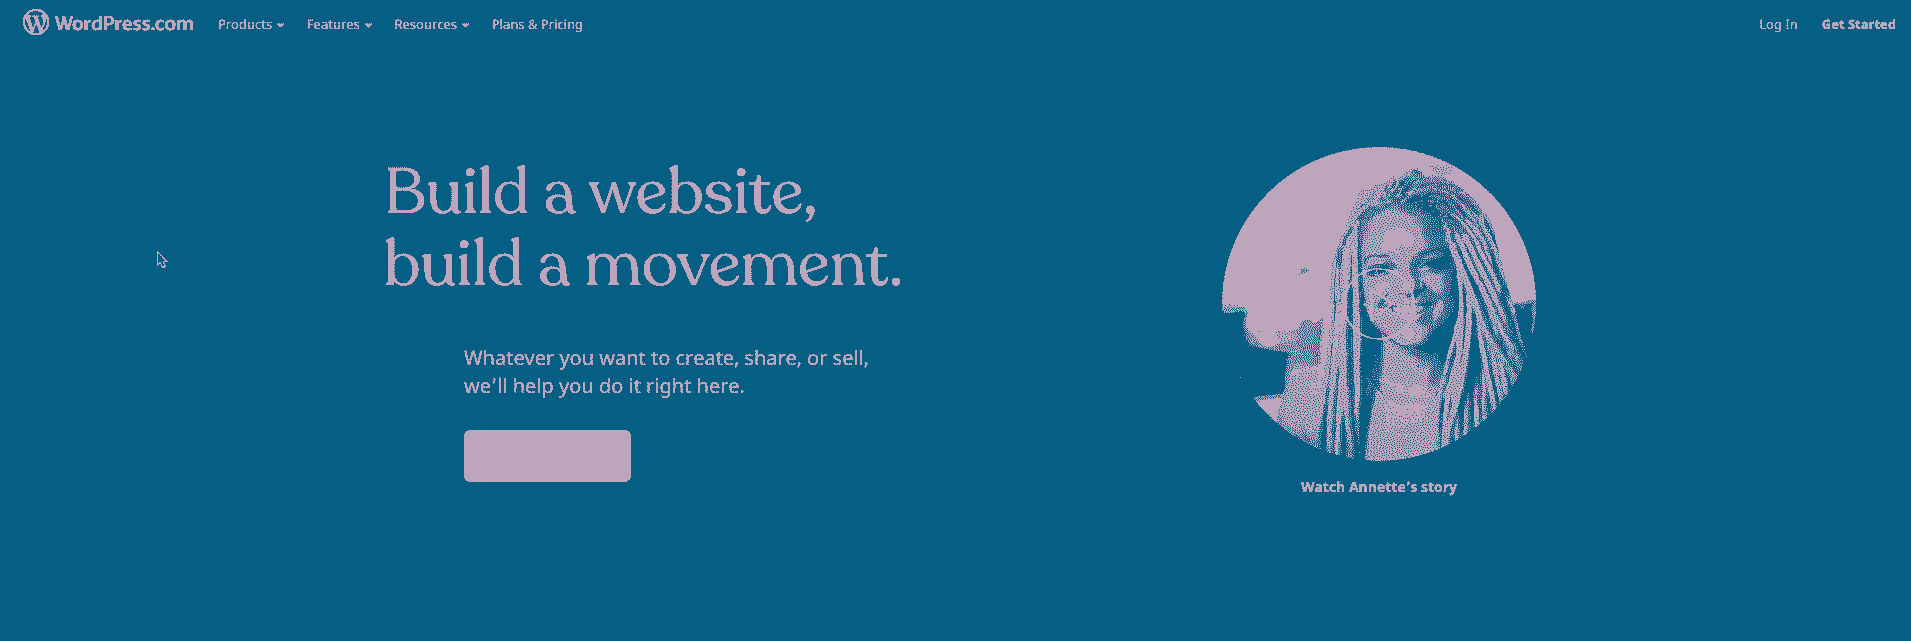 WordPress.com Products Features Resources Plans & Pricing Log In Get Started
Build a website,
build a movement.
Whatever you want to create, share, or sell,
we'll help you do it right here.
Watch Annette's story